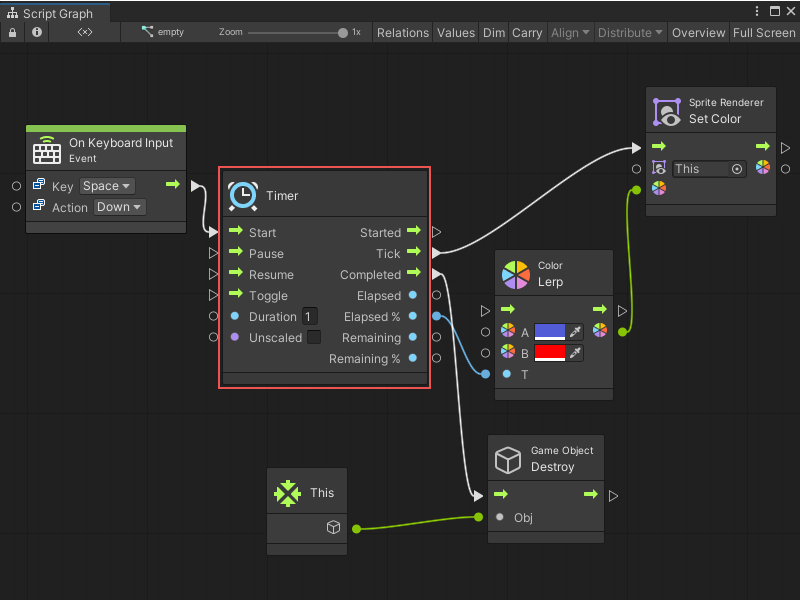 Script Graph
<×> empty Zoom 1x Relations Values Dim Carry Align Distribute Overview Full Screen
On Keyboard Input
Event
Key Space
Action Down
Timer
Start Started
Pause Tick
Resume Completed
Toggle Elapsed
Duration 1 Elapsed %
Unscaled Remaining
Remaining %
Sprite Renderer
Set Color
This
Color
Lerp
A
B
T
Game Object
Destroy
Obj
This